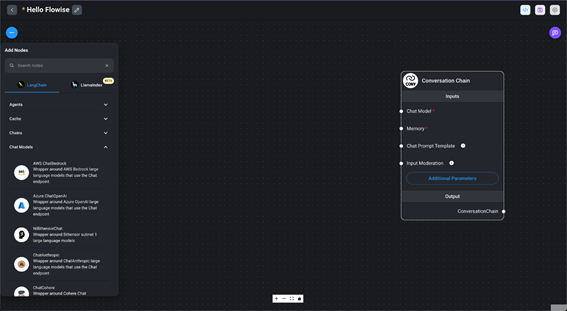 * Hello Flowise
Add Nodes
Search nodes
LangChain
LlamaIndex
BETA
Agents
Cache
Chains
Chat Models
AWS ChatBedrock
Wrapper around AWS Bedrock large
language models that use the Chat
endpoint
Azure ChatOpenAI
Wrapper around Azure OpenAI large
language models that use the Chat
endpoint
NIBittensorChat
Wrapper around Bittensor subnet 1
large language models
ChatAnthropic
Wrapper around ChatAnthropic large
language models that use the Chat
endpoint
ChatCohere
Wrapper around Cohere Chat
CONV
Conversation Chain
Inputs
Chat Model *
Memory *
Chat Prompt Template
Input Moderation
Additional Parameters
Output
ConversationChain